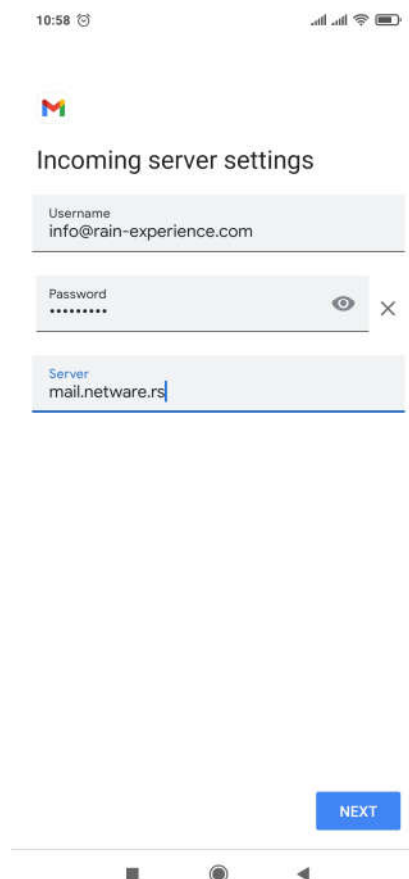 10:58
Incoming server settings
Username
info@rain-experience.com
Password
•••••••••
Server
mail.netware.rs
NEXT